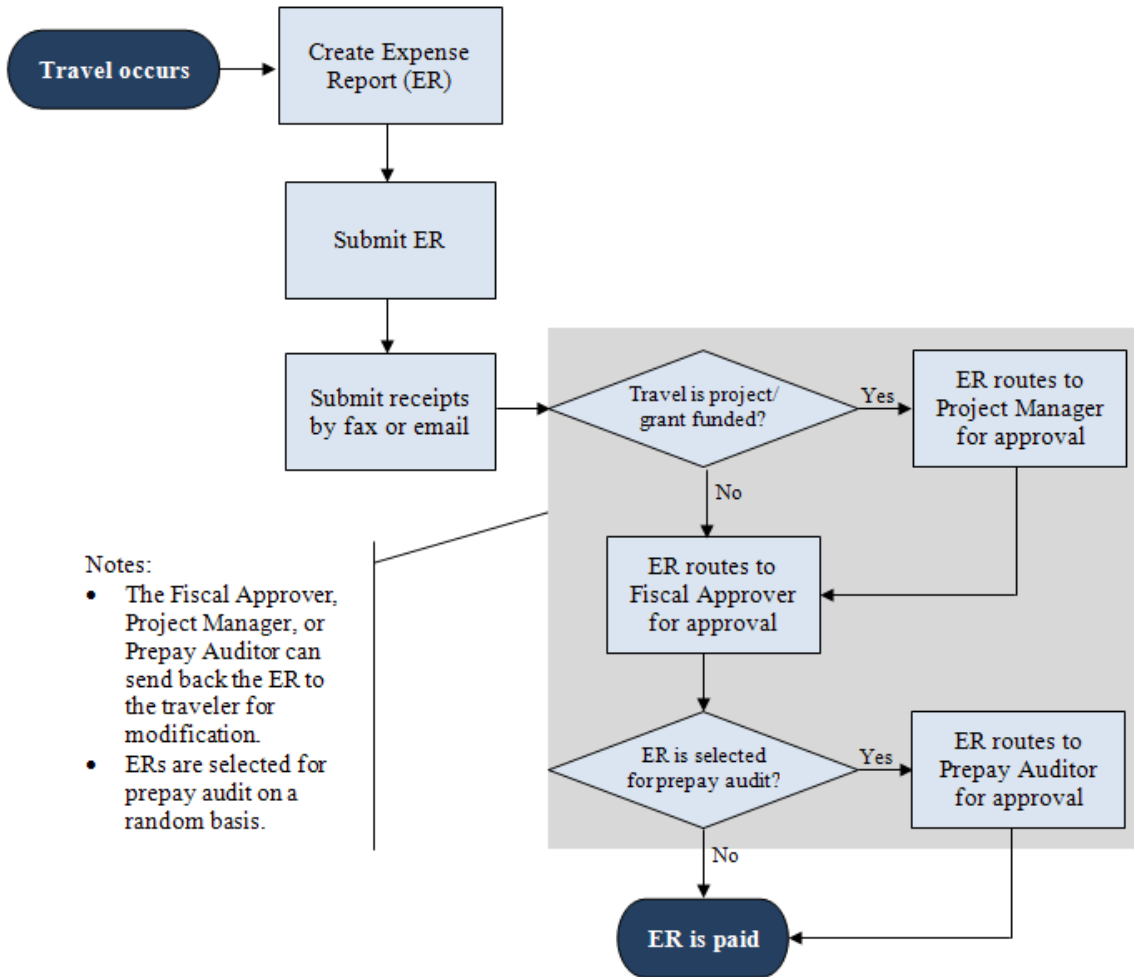 Travel occurs
Create Expense
Report (ER)
Submit ER
Submit receipts
by fax or email
Travel is project/
grant funded?
Yes
ER routes to
Project Manager
for approval
No
ER routes to
Fiscal Approver
for approval
ER is selected
for prepay audit?
Yes
ER routes to
Prepay Auditor
for approval
No
ER is paid
Notes:
• The Fiscal Approver,
Project Manager, or
Prepay Auditor can
send back the ER to
the traveler for
modification.
• ERs are selected for
prepay audit on a
random basis.